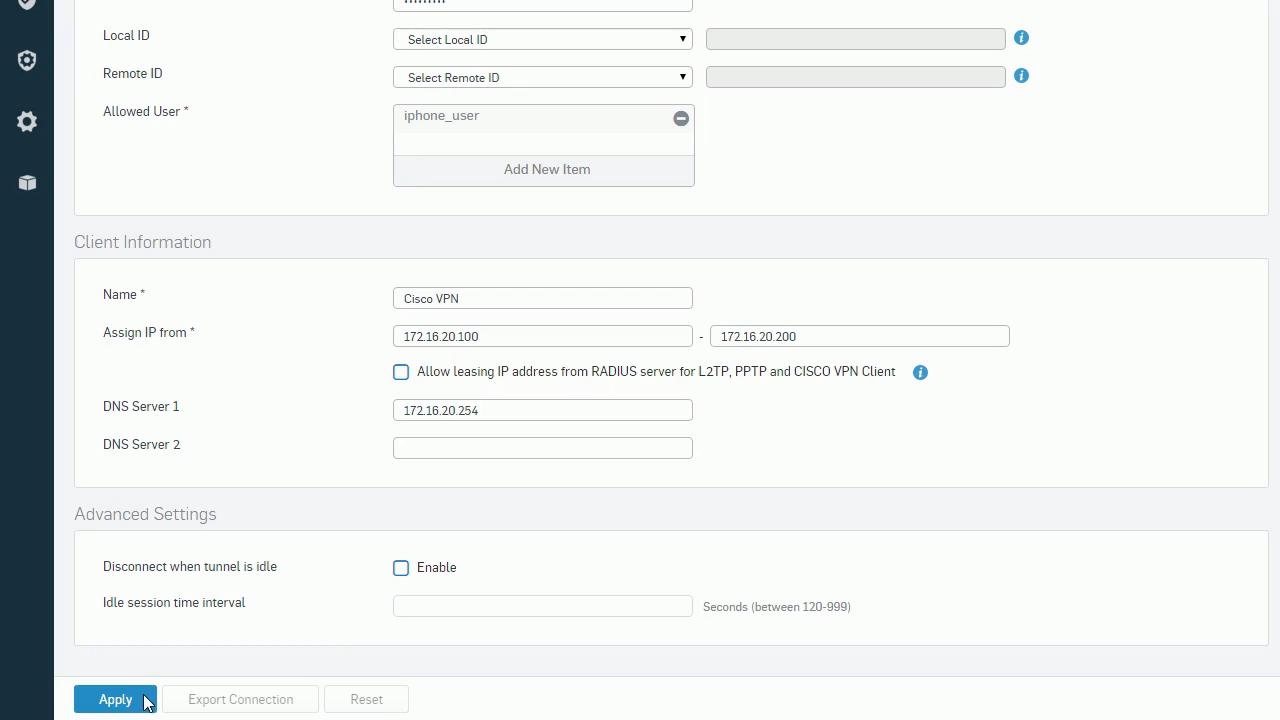 Local ID
Select Local ID
Remote ID
Select Remote ID
Allowed User *
iphone_user
Add New Item
Client Information
Name *
Cisco VPN
Assign IP from *
172.16.20.100 - 172.16.20.200
Allow leasing IP address from RADIUS server for L2TP, PPTP and CISCO VPN Client
DNS Server 1
172.16.20.254
DNS Server 2
Advanced Settings
Disconnect when tunnel is idle
Enable
Idle session time interval
Seconds (between 120-999)
Apply
Export Connection
Reset